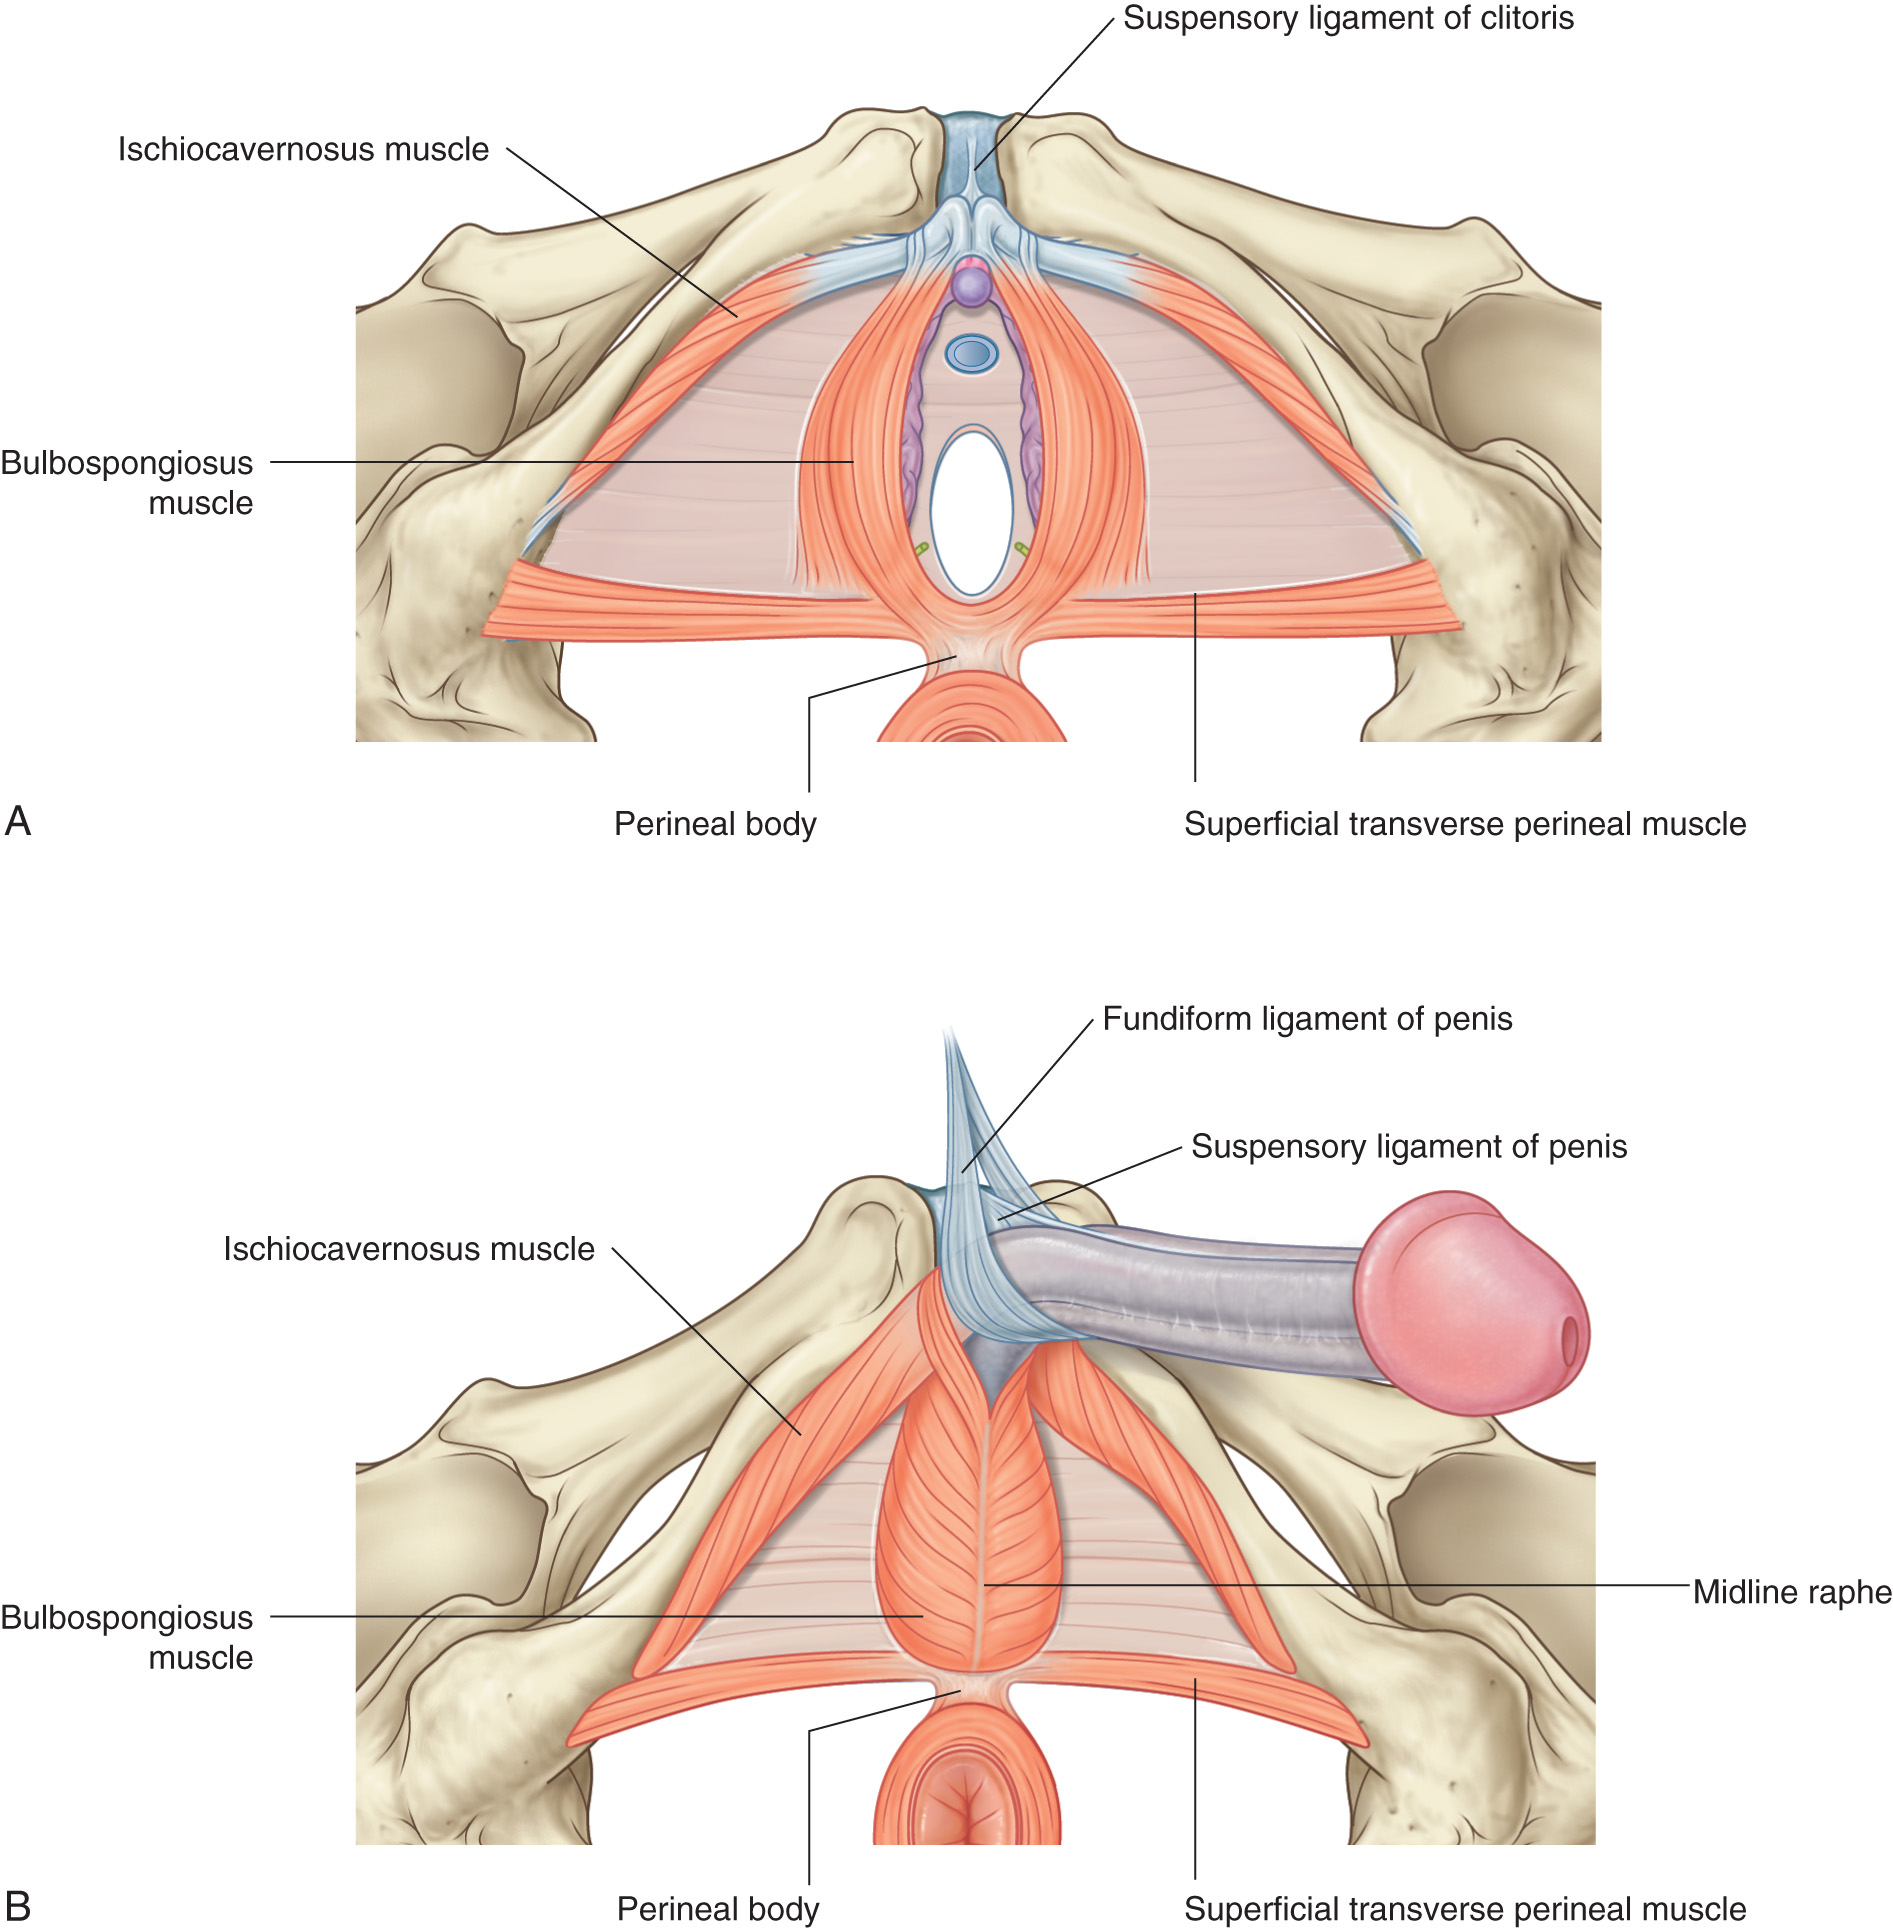 Suspensory ligament of clitoris
Ischiocavernosus muscle
Bulbospongiosus
muscle
Perineal body
Superficial transverse perineal muscle
A
Fundiform ligament of penis
Suspensory ligament of penis
Ischiocavernosus muscle
Midline raphe
Bulbospongiosus
muscle
Perineal body
Superficial transverse perineal muscle
B